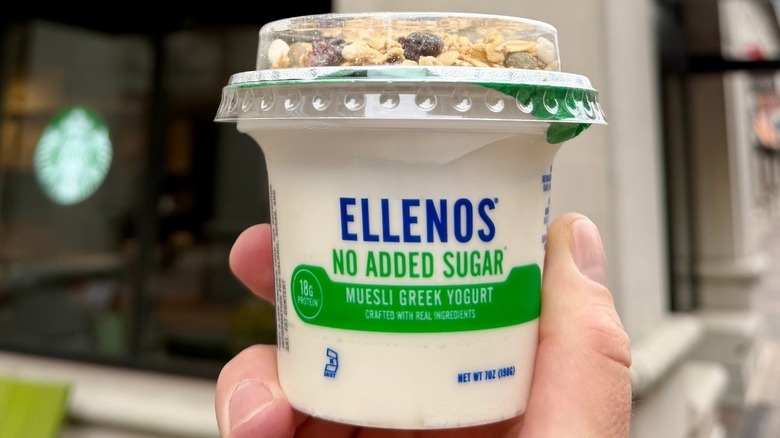 ELLENOS®
NO ADDED SUGAR*
18G
PROTEIN
MUESLI GREEK YOGURT
CRAFTED WITH REAL INGREDIENTS
NET WT 7OZ (198G)